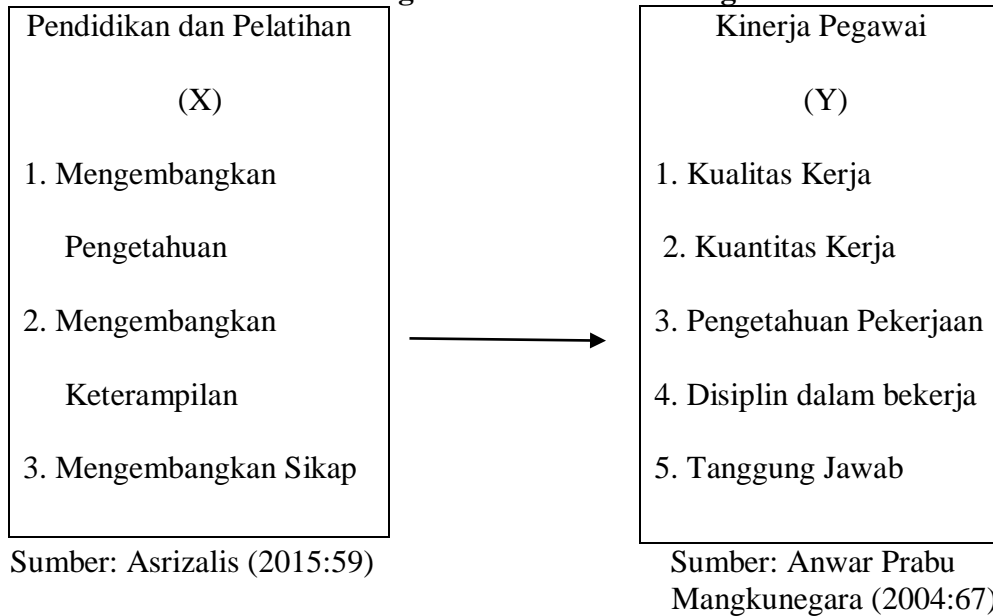 Pendidikan dan Pelatihan
(X)
1. Mengembangkan
Pengetahuan
2. Mengembangkan
Keterampilan
3. Mengembangkan Sikap
Sumber: Asrizalis (2015:59)
Kinerja Pegawai
(Y)
1. Kualitas Kerja
2. Kuantitas Kerja
3. Pengetahuan Pekerjaan
4. Disiplin dalam bekerja
5. Tanggung Jawab
Sumber: Anwar Prabu
Mangkunegara (2004:67)